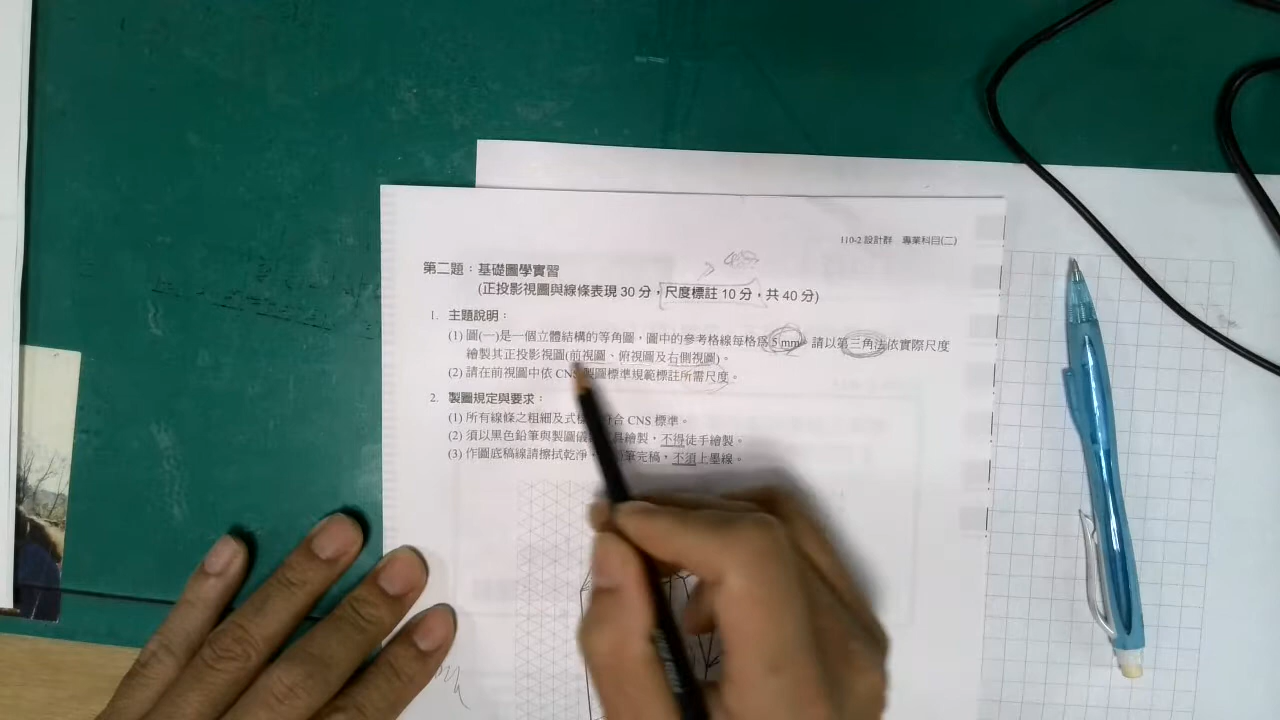 110-2 設計群 專業科目(二)
第二題：基礎圖學實習
(正投影視圖與線條表現 30 分，尺度標註 10 分，共 40 分)
1. 主題說明：
(1) 圖(一)是一個立體結構的等角圖，圖中的參考格線每格為 5 mm。請以第三角法依實際尺度
繪製其正投影視圖(前視圖、俯視圖及右側視圖)。
(2) 請在前視圖中依 CNS 製圖標準規範標註所需尺度。
2. 製圖規定與要求：
(1) 所有線條之粗細及式 合 CNS 標準。
(2) 須以黑色鉛筆與製圖儀 具繪製，不得徒手繪製。
(3) 作圖底稿線請擦拭乾淨， 鉛筆完稿，不須上墨線。